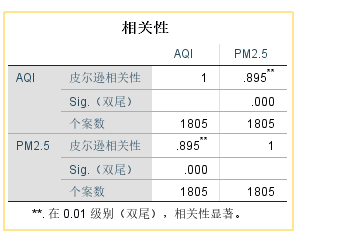 相关性
AQI PM2.5
AQI 皮尔逊相关性 1 .895**
Sig.（双尾） .000
个案数 1805 1805
PM2.5 皮尔逊相关性 .895** 1
Sig.（双尾） .000
个案数 1805 1805
**. 在 0.01 级别（双尾），相关性显著。